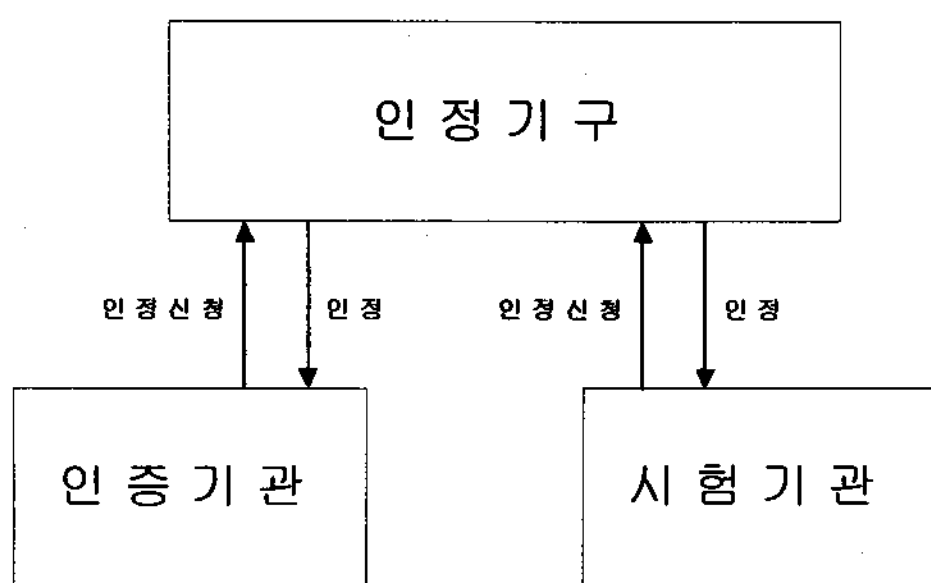 인 정 기 구
인 정 신 청 인 정 인 정 신 청 인 정
인 증 기 관 시 험 기 관